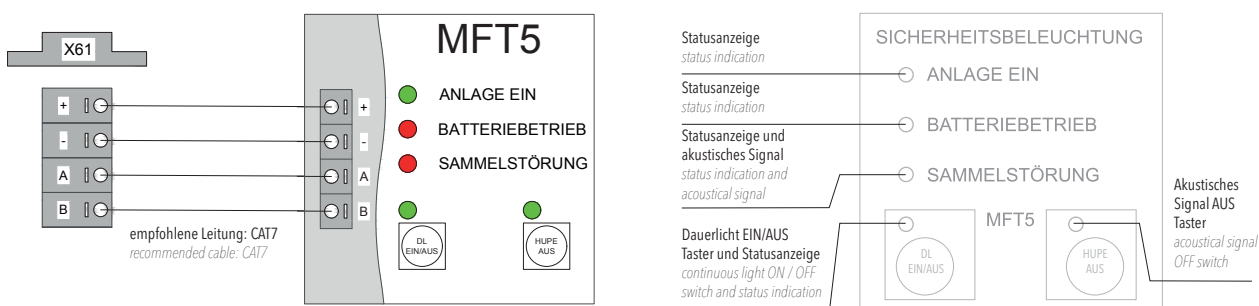 X61
+
-
A
B
empfohlene Leitung: CAT7
recommended cable: CAT7
+
-
A
B
MFT5
ANLAGE EIN
BATTERIEBETRIEB
SAMMELSTÖRUNG
DL
EIN/AUS
HUPE
AUS
Statusanzeige
status indication
Statusanzeige
status indication
Statusanzeige und
akustisches Signal
status indication and
acoustical signal
Dauerlicht EIN/AUS
Taster und Statusanzeige
continuous light ON / OFF
switch and status indication
SICHERHEITSBELEUCHTUNG
ANLAGE EIN
BATTERIEBETRIEB
SAMMELSTÖRUNG
MFT5
DL
EIN/AUS
HUPE
AUS
Akustisches
Signal AUS
Taster
acoustical signal
OFF switch